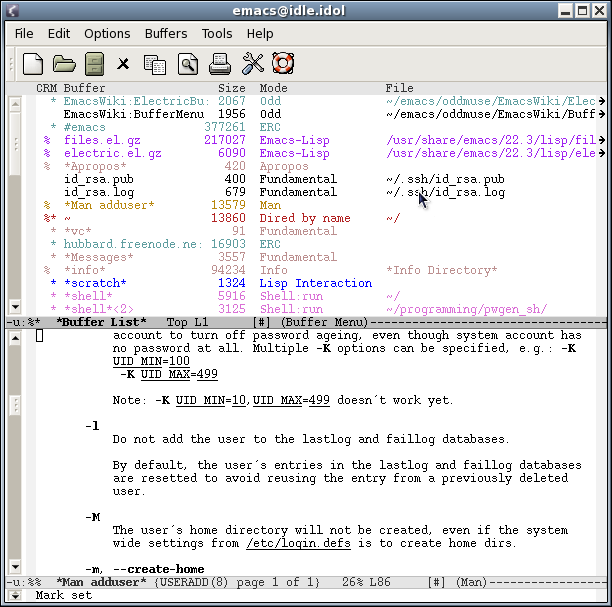 emacs@idle.idol
File Edit Options Buffers Tools Help
CRM Buffer Size Mode File
* EmacsWiki:ElectricBu: 2067 Odd ~/emacs/oddmuse/EmacsWiki/Elec
EmacsWiki:BufferMenu 1956 Odd ~/emacs/oddmuse/EmacsWiki/Buff
* #emacs 377261 ERC
% files.el.gz 217027 Emacs-Lisp /usr/share/emacs/22.3/lisp/fil
% electric.el.gz 6090 Emacs-Lisp /usr/share/emacs/22.3/lisp/ele
% *Apropos* 420 Apropos
id_rsa.pub 400 Fundamental ~/.ssh/id_rsa.pub
id_rsa.log 679 Fundamental ~/.ssh/id_rsa.log
% *Man adduser* 13579 Man
%* ~ 13860 Dired by name ~/
* *vc* 91 Fundamental
* hubbard.freenode.ne: 16903 ERC
* *Messages* 3557 Fundamental
% *info* 94234 Info *Info Directory*
* *scratch* 1324 Lisp Interaction
* *shell* 5916 Shell:run ~/
* *shell*<2> 3125 Shell:run ~/programming/pwgen_sh/
-u:%* *Buffer List* Top L1 [#] (Buffer Menu)
account to turn off password ageing, even though system account has
no password at all. Multiple -K options can be specified, e.g.: -K
UID_MIN=100
-K UID_MAX=499
Note: -K UID_MIN=10,UID_MAX=499 doesn´t work yet.
-l
Do not add the user to the lastlog and faillog databases.
By default, the user´s entries in the lastlog and faillog databases
are resetted to avoid reusing the entry from a previously deleted
user.
-M
The user´s home directory will not be created, even if the system
wide settings from /etc/login.defs is to create home dirs.
-m, --create-home
-u:%% *Man adduser* {USERADD(8) page 1 of 1} 26% L86 [#] (Man)
Mark set